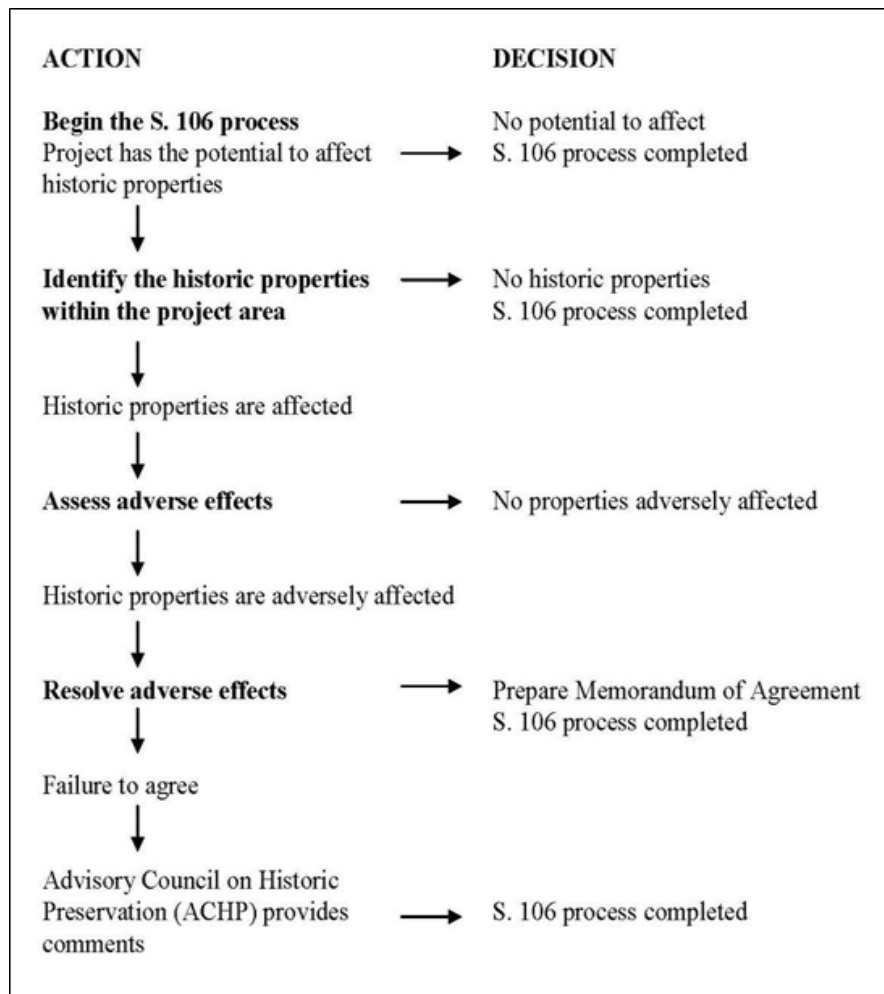 ACTION
DECISION
Begin the S. 106 process
Project has the potential to affect
historic properties
No potential to affect
S. 106 process completed
Identify the historic properties
within the project area
No historic properties
S. 106 process completed
Historic properties are affected
Assess adverse effects
No properties adversely affected
Historic properties are adversely affected
Resolve adverse effects
Prepare Memorandum of Agreement
S. 106 process completed
Failure to agree
Advisory Council on Historic
Preservation (ACHP) provides
comments
S. 106 process completed